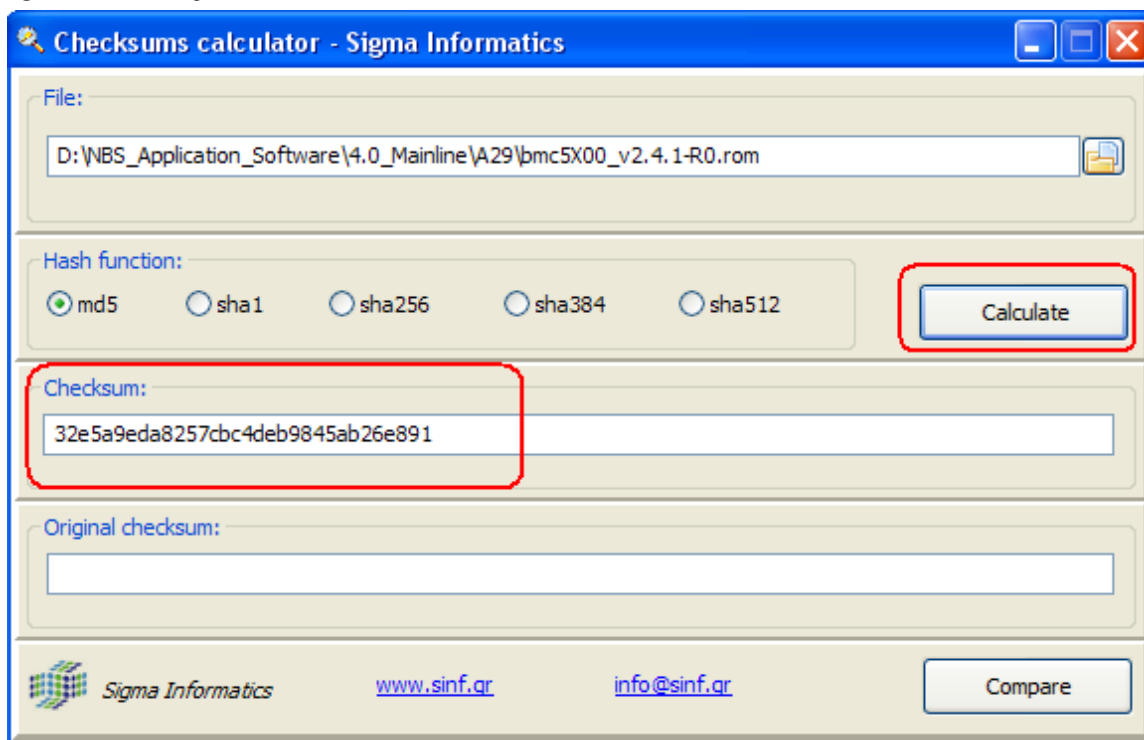 Checksums calculator - Sigma Informatics
File:
D:\NBS_Application_Software\4.0_Mainline\A29\bmc5X00_v2.4.1-R0.rom
Hash function:
md5 sha1 sha256 sha384 sha512
Calculate
Checksum:
32e5a9eda8257cbc4deb9845ab26e891
Original checksum:
Sigma Informatics www.sinf.gr info@sinf.gr Compare